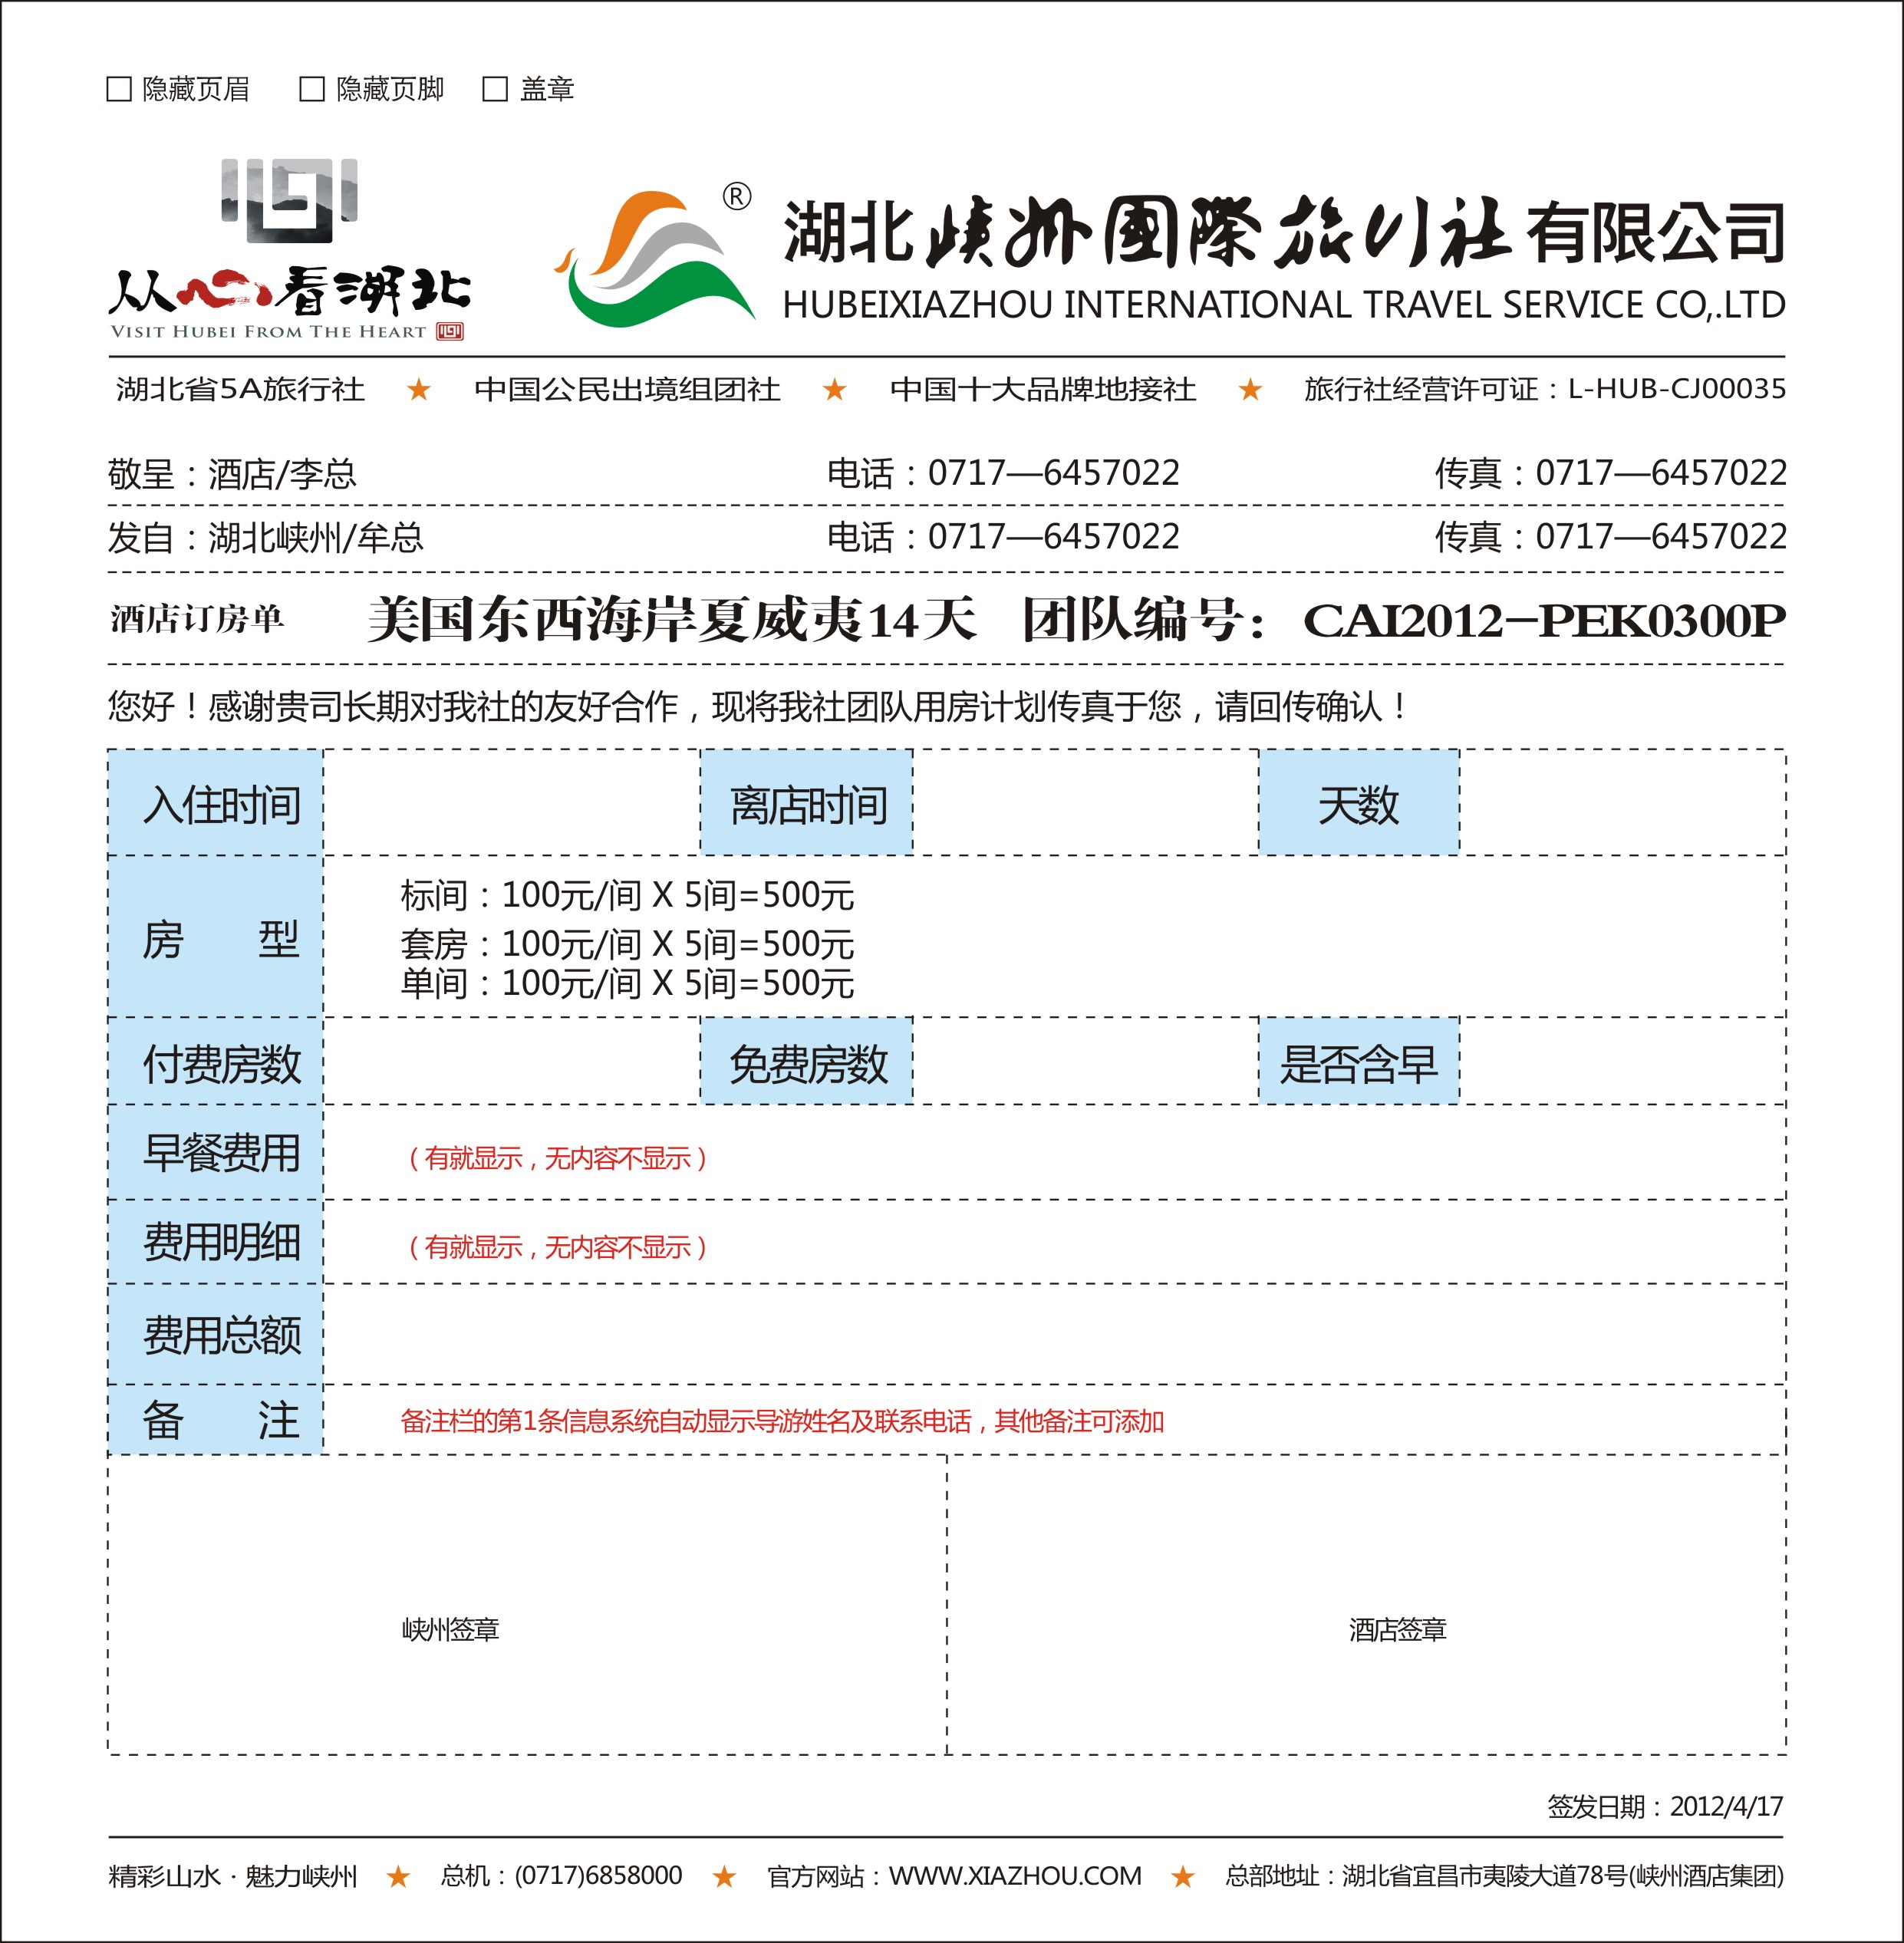 隐藏页眉 隐藏页脚 盖章
从心看湖北
VISIT HUBEI FROM THE HEART
®
湖北峡州國際旅行社有限公司
HUBEIXIAZHOU INTERNATIONAL TRAVEL SERVICE CO,.LTD
湖北省5A旅行社 ★ 中国公民出境组团社 ★ 中国十大品牌地接社 ★ 旅行社经营许可证：L-HUB-CJ00035
敬呈：酒店/李总 电话：0717—6457022 传真：0717—6457022
发自：湖北峡州/牟总 电话：0717—6457022 传真：0717—6457022
酒店订房单 美国东西海岸夏威夷14天 团队编号：CAI2012-PEK0300P
您好！感谢贵司长期对我社的友好合作，现将我社团队用房计划传真于您，请回传确认！
入住时间 离店时间 天数
房型
标间：100元/间 X 5间=500元
套房：100元/间 X 5间=500元
单间：100元/间 X 5间=500元
付费房数 免费房数 是否含早
早餐费用 （有就显示，无内容不显示）
费用明细 （有就显示，无内容不显示）
费用总额
备注 备注栏的第1条信息系统自动显示导游姓名及联系电话，其他备注可添加
峡州签章 酒店签章
签发日期：2012/4/17
精彩山水·魅力峡州 ★ 总机：(0717)6858000 ★ 官方网站：WWW.XIAZHOU.COM ★ 总部地址：湖北省宜昌市夷陵大道78号(峡州酒店集团)